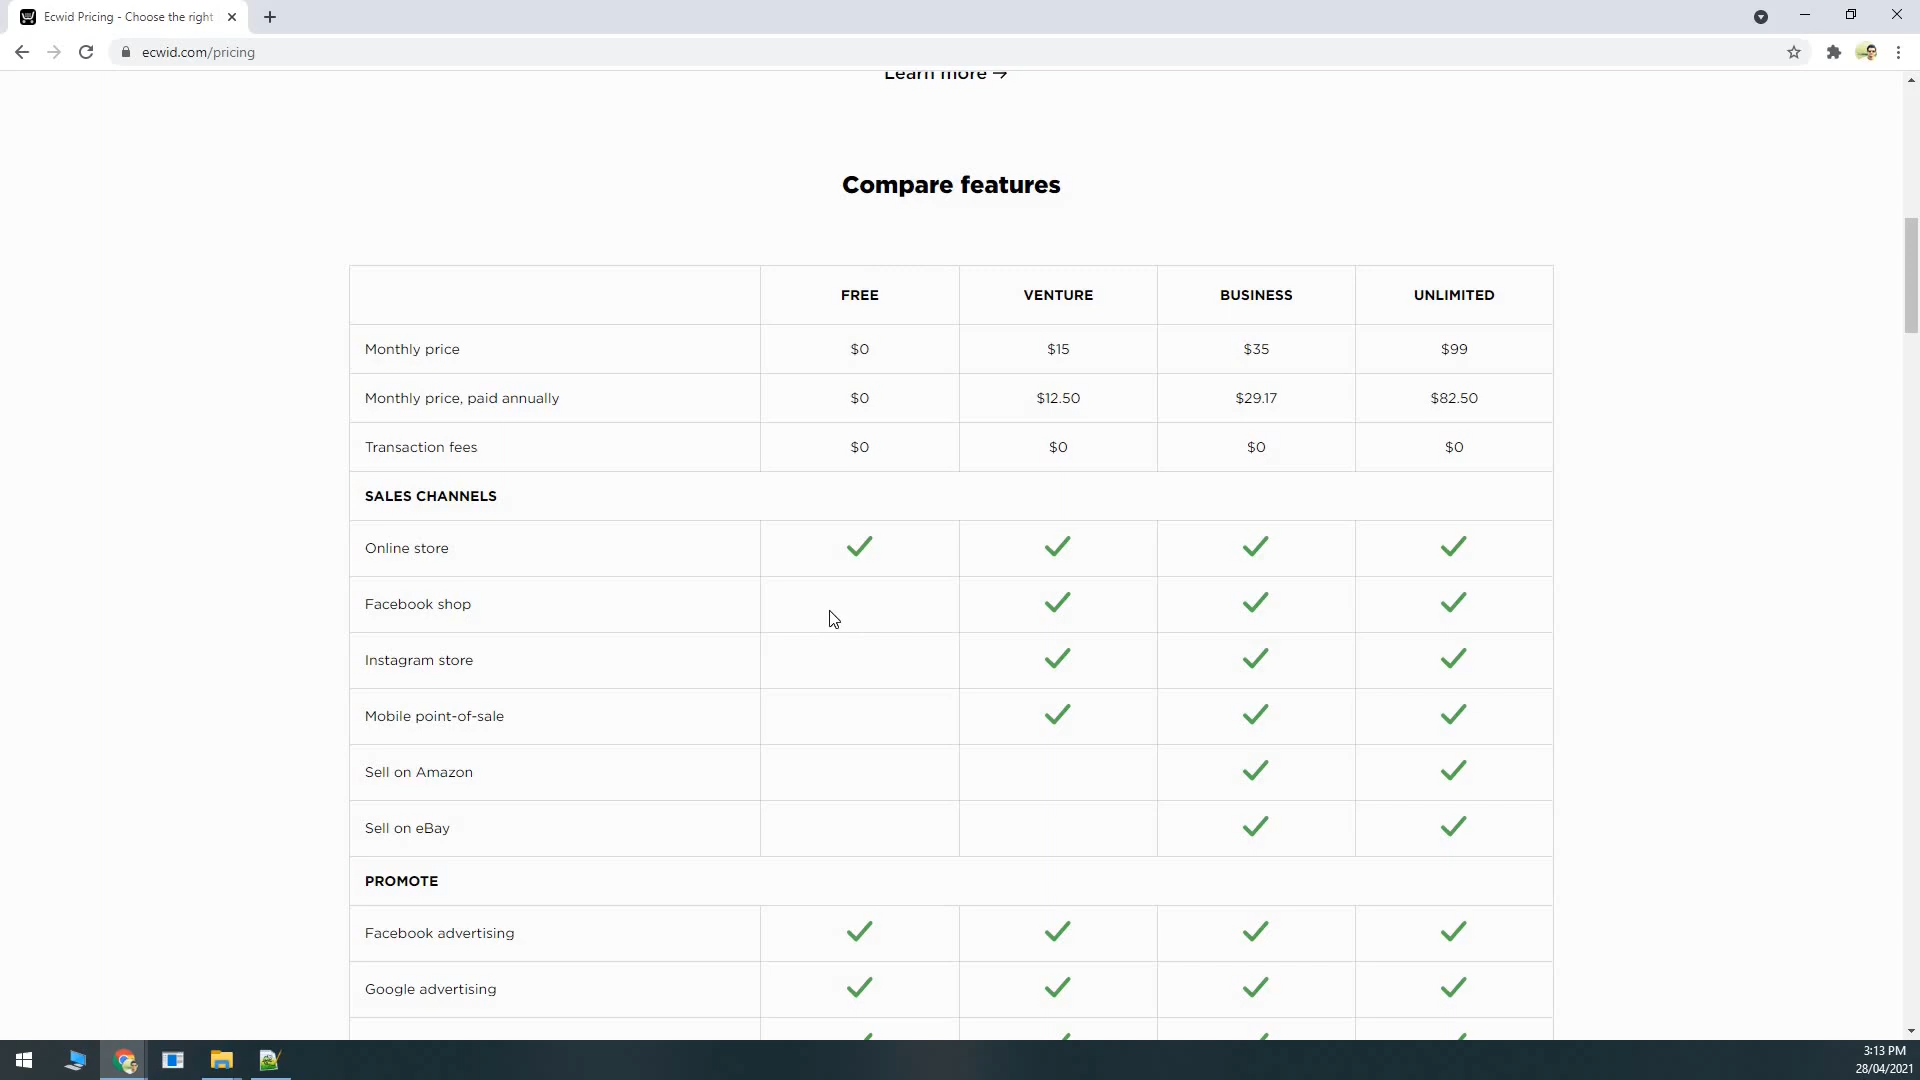 Ecwid Pricing - Choose the right
ecwid.com/pricing
Learn more →
Compare features
FREE VENTURE BUSINESS UNLIMITED
Monthly price $0 $15 $35 $99
Monthly price, paid annually $0 $12.50 $29.17 $82.50
Transaction fees $0 $0 $0 $0
SALES CHANNELS
Online store
Facebook shop
Instagram store
Mobile point-of-sale
Sell on Amazon
Sell on eBay
PROMOTE
Facebook advertising
Google advertising
3:13 PM
28/04/2021